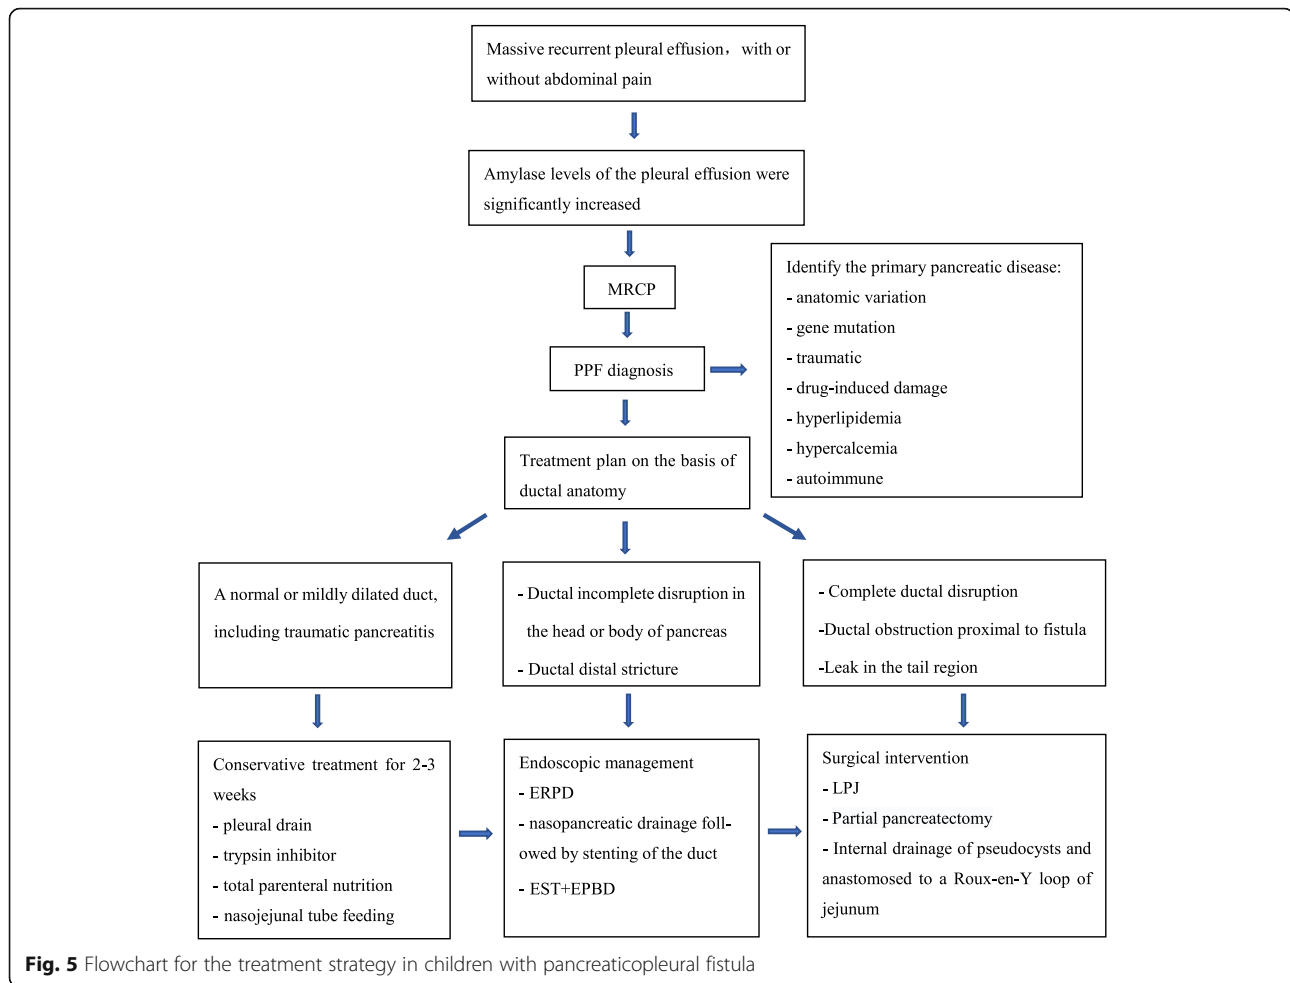 Massive recurrent pleural effusion, with or
without abdominal pain
Amylase levels of the pleural effusion were
significantly increased
MRCP
PPF diagnosis
Identify the primary pancreatic disease:
- anatomic variation
- gene mutation
- traumatic
- drug-induced damage
- hyperlipidemia
- hypercalcemia
- autoimmune
Treatment plan on the basis of
ductal anatomy
A normal or mildly dilated duct,
including traumatic pancreatitis
- Ductal incomplete disruption in
the head or body of pancreas
- Ductal distal stricture
- Complete ductal disruption
-Ductal obstruction proximal to fistula
-Leak in the tail region
Conservative treatment for 2-3
weeks
- pleural drain
- trypsin inhibitor
- total parenteral nutrition
- nasojejunal tube feeding
Endoscopic management
- ERPD
- nasopancreatic drainage foll-
owed by stenting of the duct
- EST+EPBD
Surgical intervention
- LPJ
- Partial pancreatectomy
- Internal drainage of pseudocysts and
anastomosed to a Roux-en-Y loop of
jejunum
Fig. 5 Flowchart for the treatment strategy in children with pancreaticopleural fistula